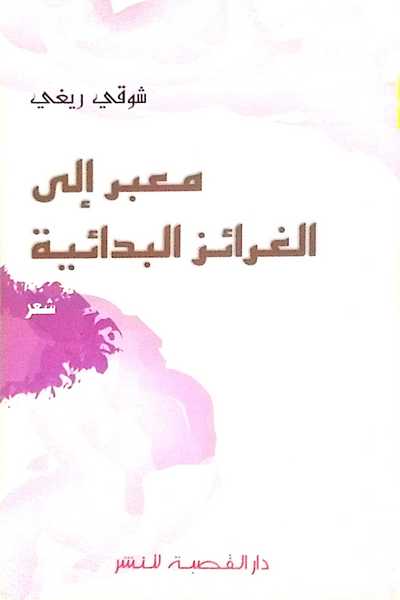 شوقي ريغي
معبر إلى
الغرائز البدائية
شعر
دار القصبة للنشر